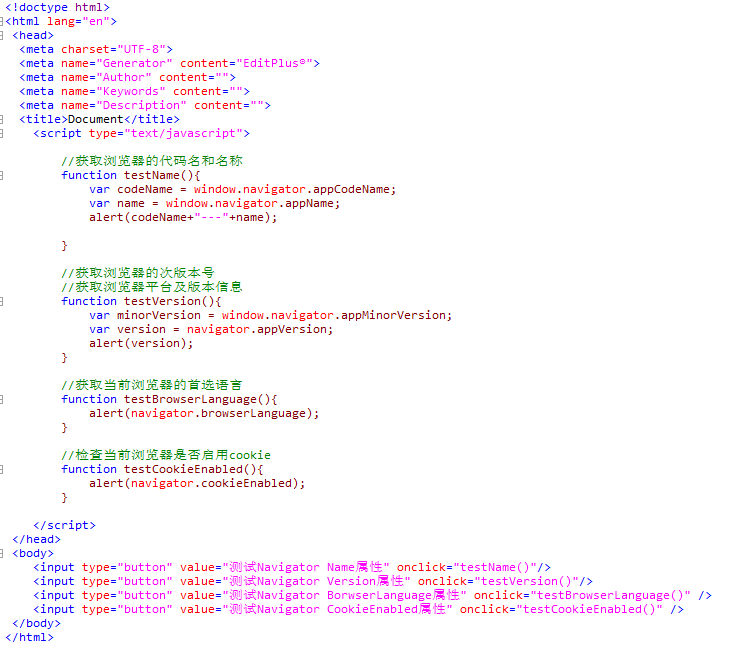 <!doctype html>
<html lang="en">
<head>
<meta charset="UTF-8">
<meta name="Generator" content="EditPlus®">
<meta name="Author" content="">
<meta name="Keywords" content="">
<meta name="Description" content="">
<title>Document</title>
<script type="text/javascript">
//获取浏览器的代码名和名称
function testName(){
var codeName = window.navigator.appCodeName;
var name = window.navigator.appName;
alert(codeName+"---"+name);
}
//获取浏览器的次版本号
//获取浏览器平台及版本信息
function testVersion(){
var minorVersion = window.navigator.appMinorVersion;
var version = navigator.appVersion;
alert(version);
}
//获取当前浏览器的首选语言
function testBrowserLanguage(){
alert(navigator.browserLanguage);
}
//检查当前浏览器是否启用cookie
function testCookieEnabled(){
alert(navigator.cookieEnabled);
}
</script>
</head>
<body>
<input type="button" value="测试Navigator Name属性" onclick="testName()"/>
<input type="button" value="测试Navigator Version属性" onclick="testVersion()"/>
<input type="button" value="测试Navigator BorwserLanguage属性" onclick="testBrowserLanguage()" />
<input type="button" value="测试Navigator CookieEnabled属性" onclick="testCookieEnabled()" />
</body>
</html>